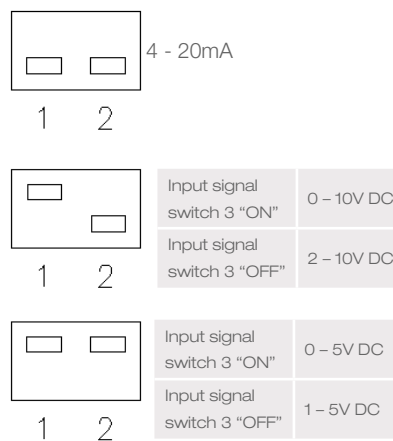 4 - 20mA
1 2
Input signal
switch 3 “ON”
0 – 10V DC
Input signal
switch 3 “OFF”
2 – 10V DC
1 2
Input signal
switch 3 “ON”
0 – 5V DC
Input signal
switch 3 “OFF”
1 – 5V DC
1 2